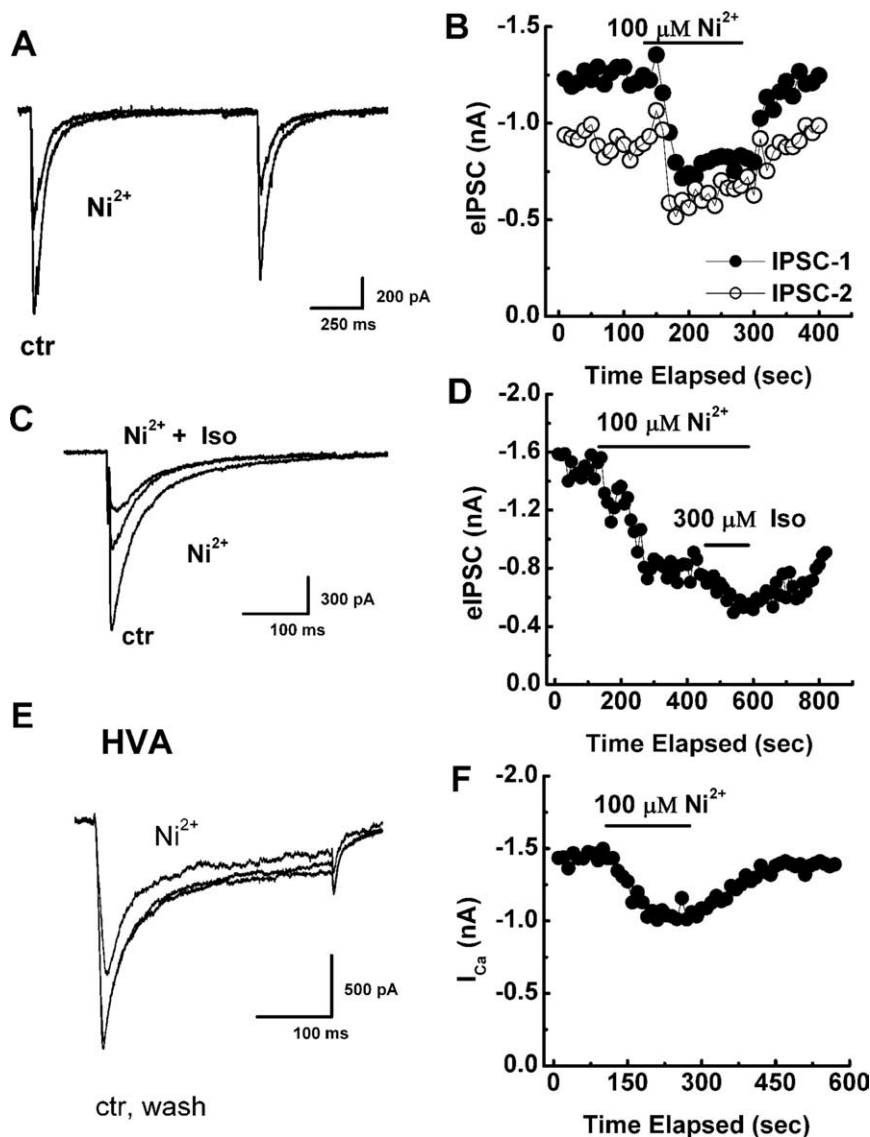 A
Ni2+
ctr
200 pA
250 ms
B
100 μM Ni2+
-1.5
-1.0
-0.5
-0.0
eIPSC (nA)
IPSC-1
IPSC-2
0 100 200 300 400
Time Elapsed (sec)
C
Ni2+ + Iso
Ni2+
ctr
300 pA
100 ms
D
100 μM Ni2+
300 μM Iso
-2.0
-1.6
-1.2
-0.8
-0.4
0.0
eIPSC (nA)
0 200 400 600 800
Time Elapsed (sec)
E
HVA
Ni2+
500 pA
100 ms
ctr, wash
F
100 μM Ni2+
-2.0
-1.5
-1.0
-0.5
0.0
ICa (nA)
0 150 300 450 600
Time Elapsed (sec)